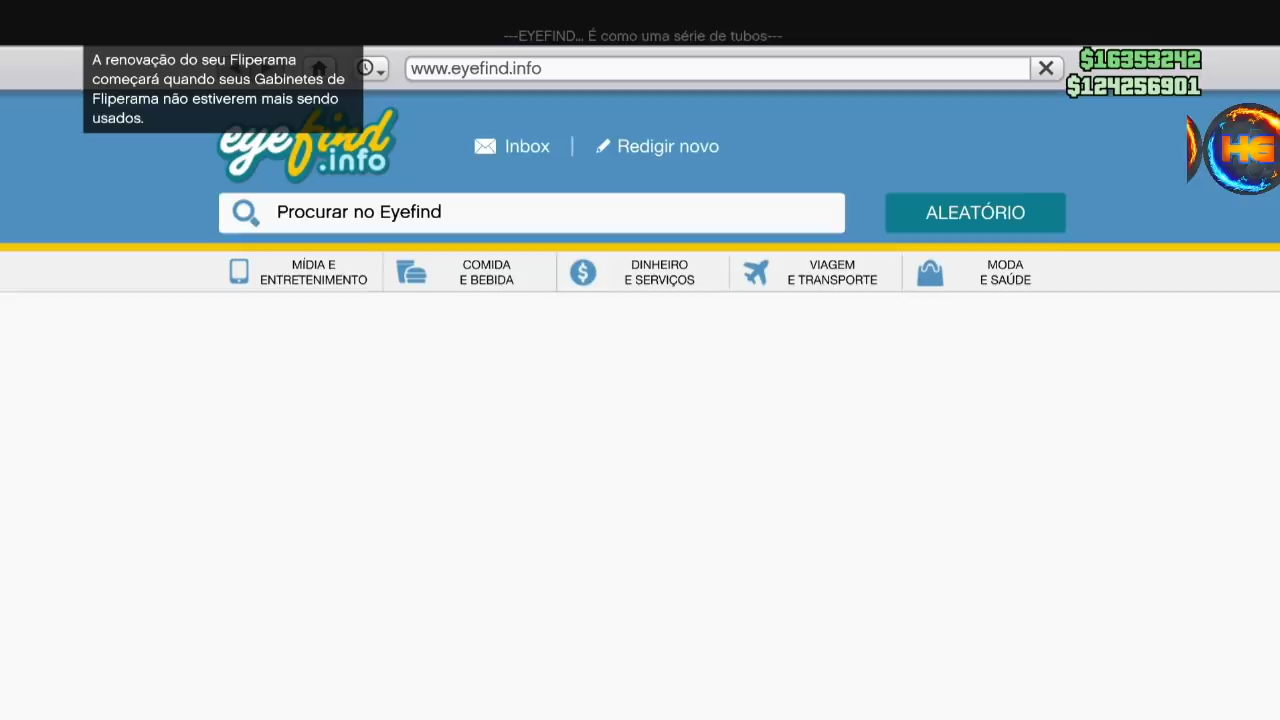 ---EYEFIND... É como uma série de tubos---
A renovação do seu Fliperama
começará quando seus Gabinetes de
Fliperama não estiverem mais sendo
usados.
www.eyefind.info
$16353242
$124256901
eyefind
.info
Inbox
Redigir novo
HG
Procurar no Eyefind
ALEATÓRIO
MÍDIA E
ENTRETENIMENTO
COMIDA
E BEBIDA
DINHEIRO
E SERVIÇOS
VIAGEM
E TRANSPORTE
MODA
E SAÚDE